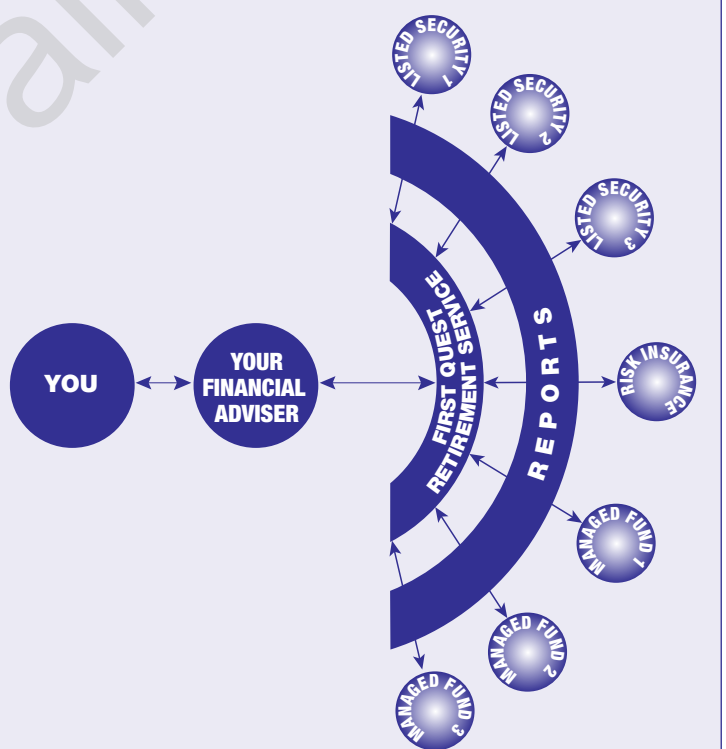 LISTED SECURITY 1
LISTED SECURITY 2
LISTED SECURITY 3
YOU
YOUR
FINANCIAL
ADVISER
FIRST QUEST
RETIREMENT SERVICE
REPORTS
RISK INSURANCE
MANAGED FUND 1
MANAGED FUND 2
MANAGED FUND 3